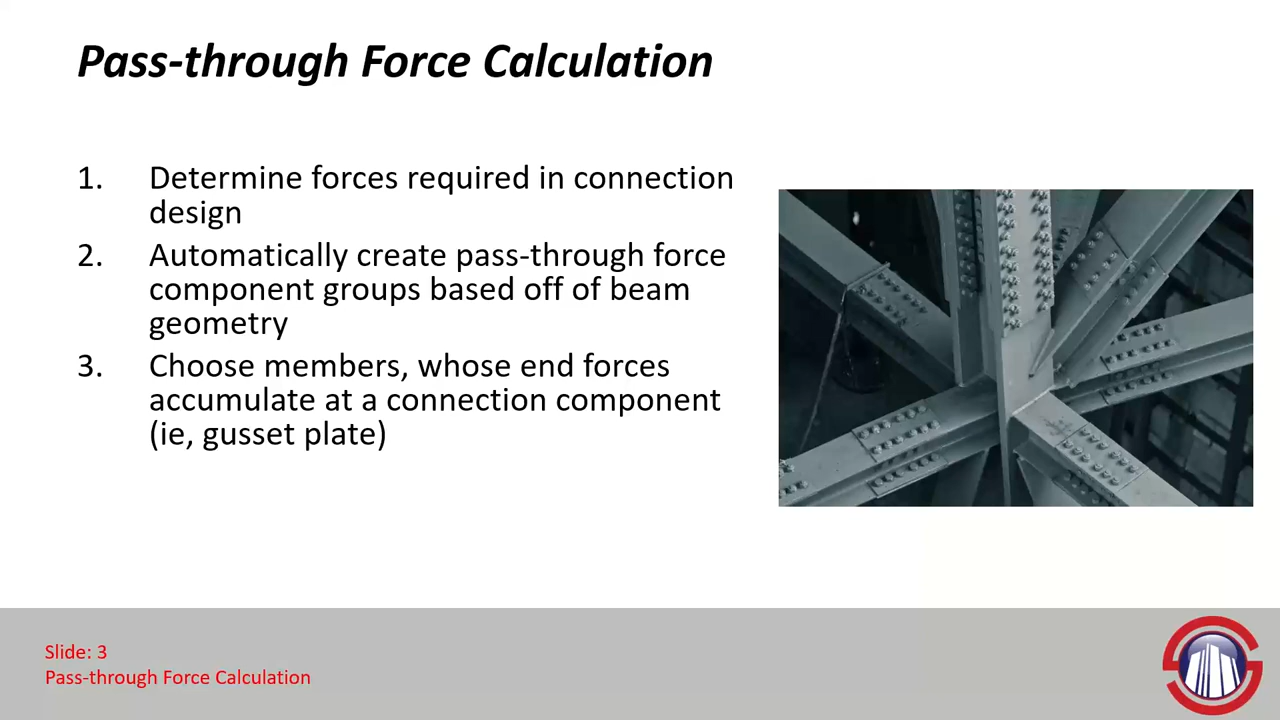 Pass-through Force Calculation
1. Determine forces required in connection
design
2. Automatically create pass-through force
component groups based off of beam
geometry
3. Choose members, whose end forces
accumulate at a connection component
(ie, gusset plate)
Slide: 3
Pass-through Force Calculation